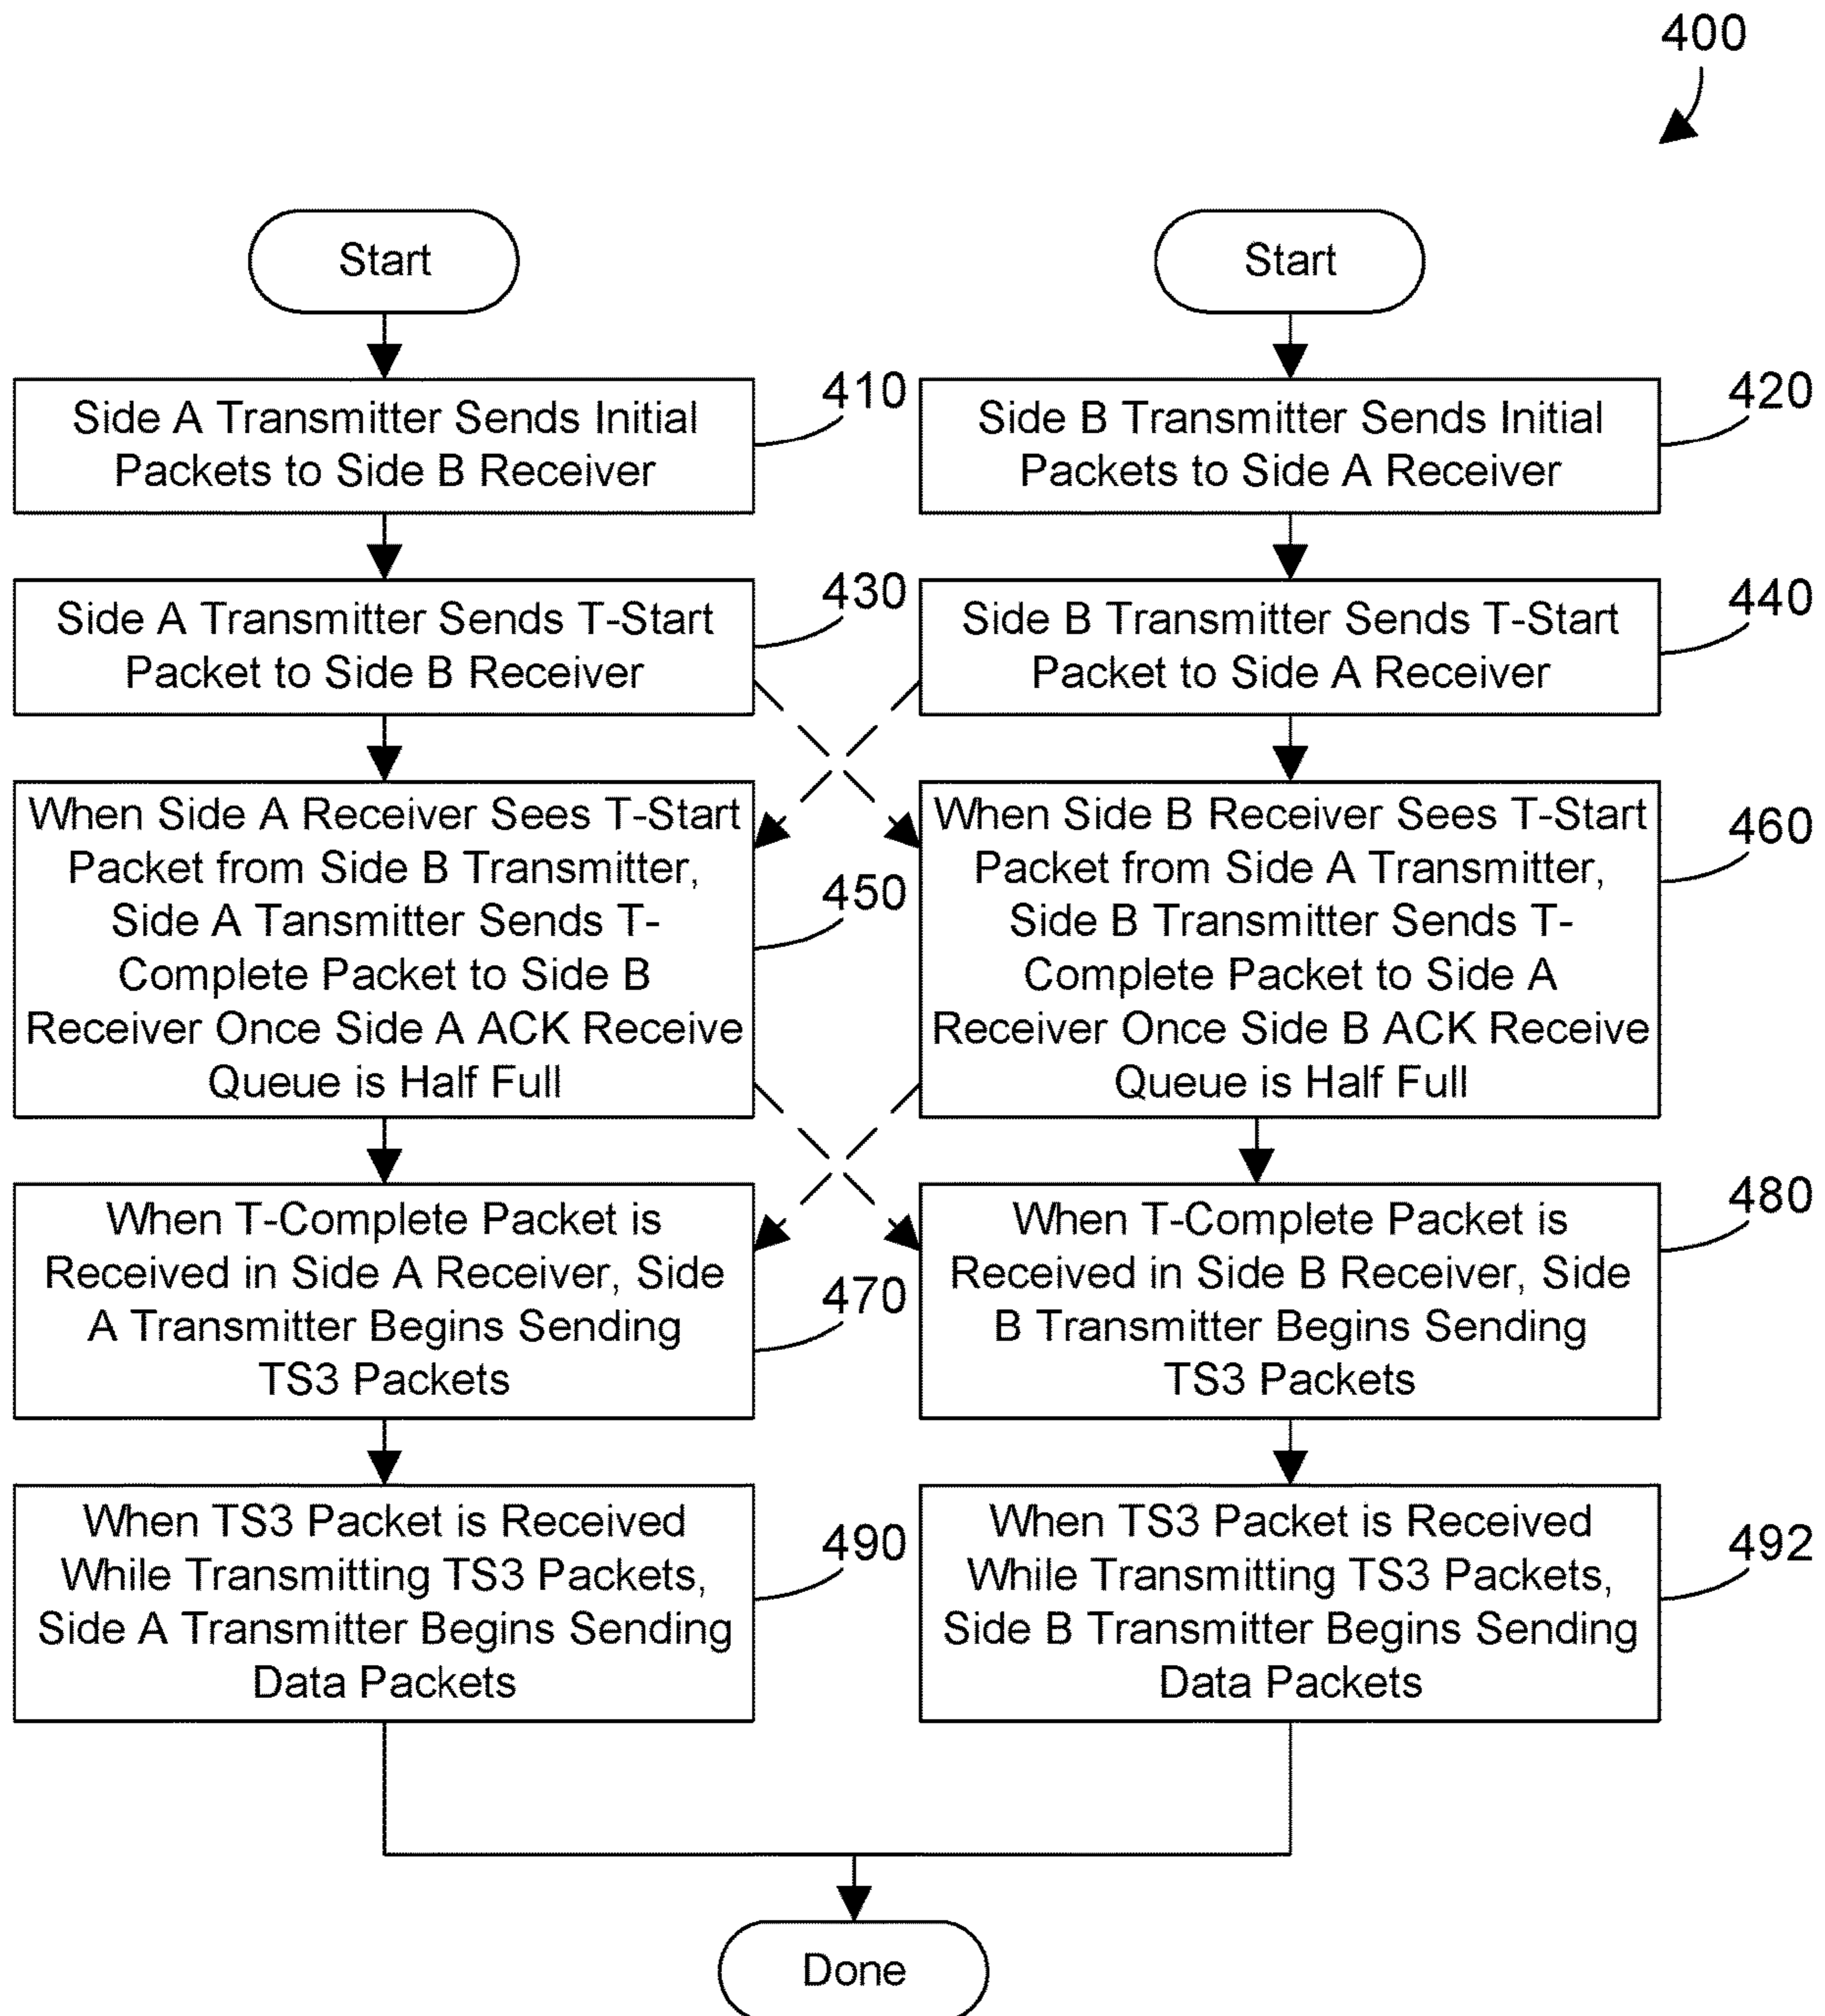 400
Start
Start
Side A Transmitter Sends Initial
Packets to Side B Receiver
410
Side B Transmitter Sends Initial
Packets to Side A Receiver
420
Side A Transmitter Sends T-Start
Packet to Side B Receiver
430
Side B Transmitter Sends T-Start
Packet to Side A Receiver
440
When Side A Receiver Sees T-Start
Packet from Side B Transmitter,
Side A Tansmitter Sends T-
Complete Packet to Side B
Receiver Once Side A ACK Receive
Queue is Half Full
450
When Side B Receiver Sees T-Start
Packet from Side A Transmitter,
Side B Transmitter Sends T-
Complete Packet to Side A
Receiver Once Side B ACK Receive
Queue is Half Full
460
When T-Complete Packet is
Received in Side A Receiver, Side
A Transmitter Begins Sending
TS3 Packets
470
When T-Complete Packet is
Received in Side B Receiver, Side
B Transmitter Begins Sending
TS3 Packets
480
When TS3 Packet is Received
While Transmitting TS3 Packets,
Side A Transmitter Begins Sending
Data Packets
490
When TS3 Packet is Received
While Transmitting TS3 Packets,
Side B Transmitter Begins Sending
Data Packets
492
Done